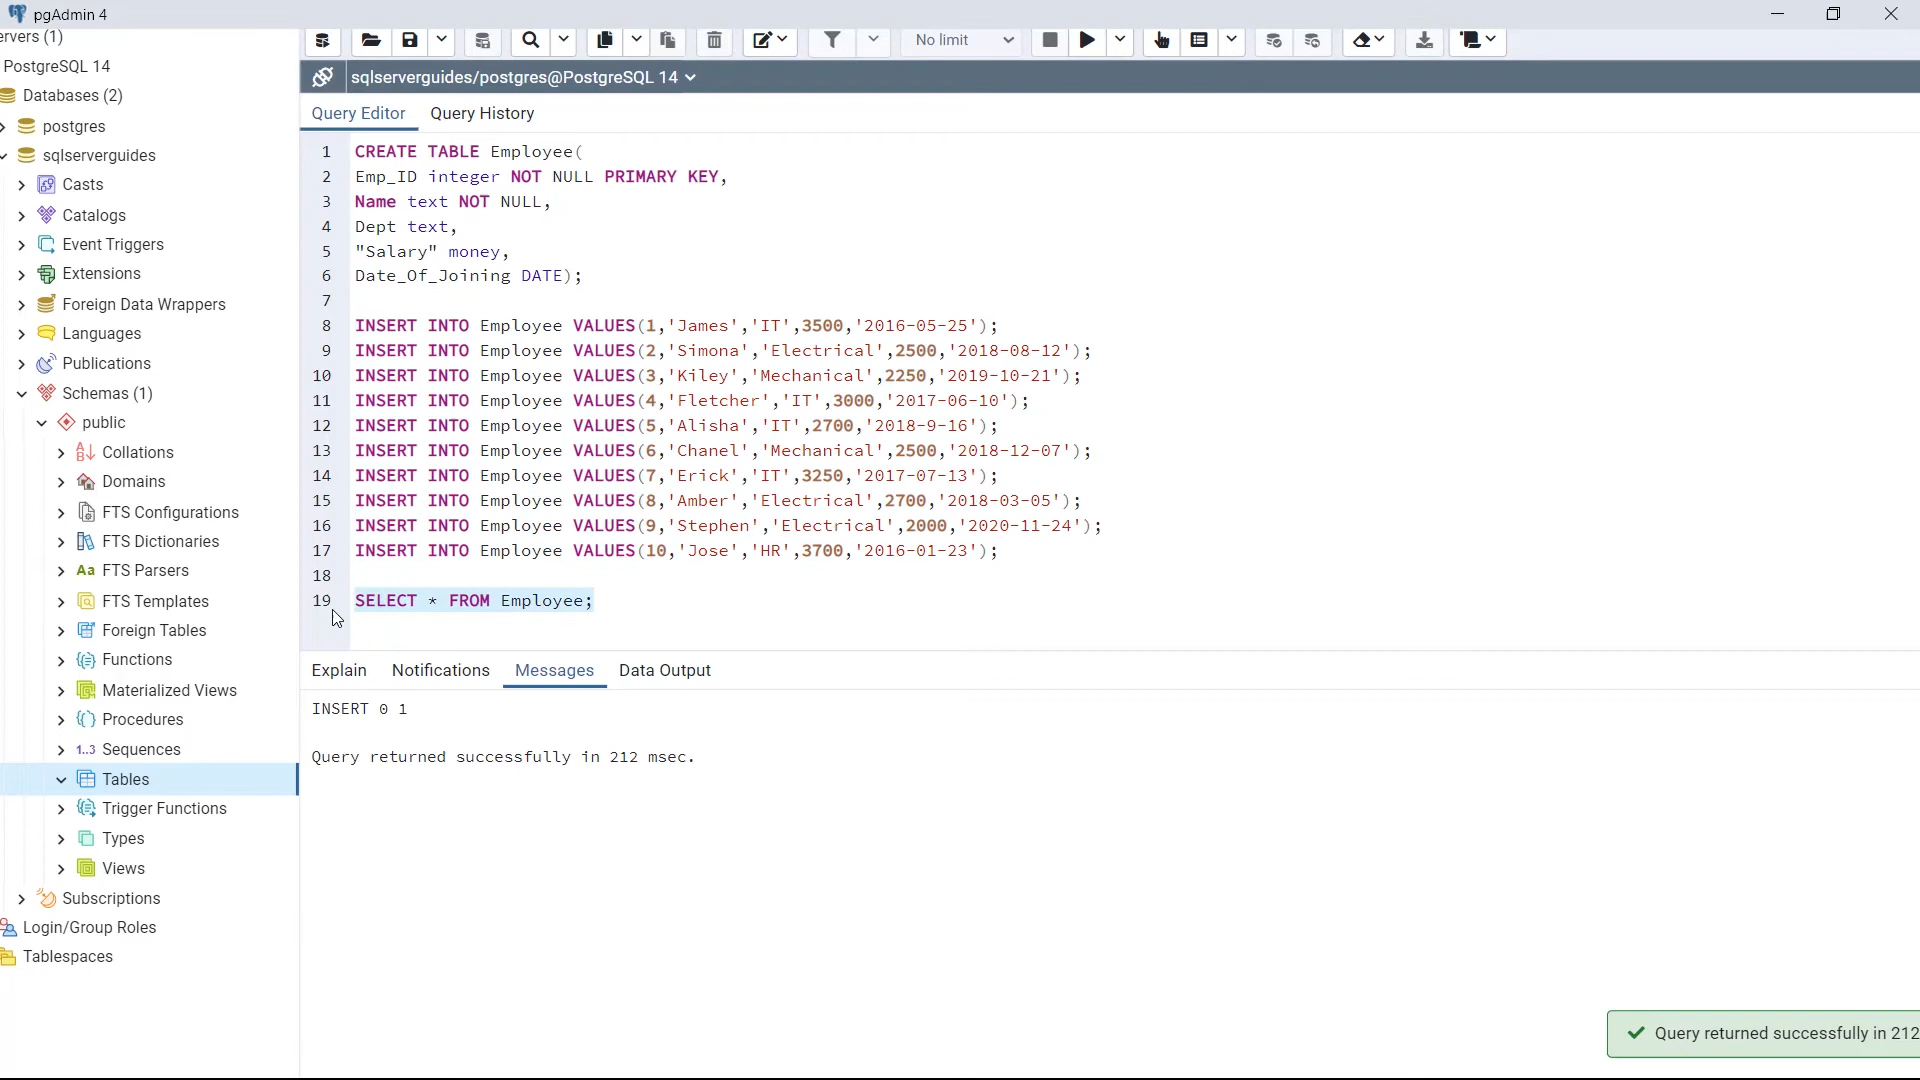 pgAdmin 4
ervers (1)
PostgreSQL 14
Databases (2)
postgres
sqlserverguides
Casts
Catalogs
Event Triggers
Extensions
Foreign Data Wrappers
Languages
Publications
Schemas (1)
public
Collations
Domains
FTS Configurations
FTS Dictionaries
Aa FTS Parsers
FTS Templates
Foreign Tables
Functions
Materialized Views
Procedures
1..3 Sequences
Tables
Trigger Functions
Types
Views
Subscriptions
Login/Group Roles
Tablespaces
No limit
sqlserverguides/postgres@PostgreSQL 14
Query Editor Query History
1 CREATE TABLE Employee(
2 Emp_ID integer NOT NULL PRIMARY KEY,
3 Name text NOT NULL,
4 Dept text,
5 "Salary" money,
6 Date_Of_Joining DATE);
7
8 INSERT INTO Employee VALUES(1,'James','IT',3500,'2016-05-25');
9 INSERT INTO Employee VALUES(2,'Simona','Electrical',2500,'2018-08-12');
10 INSERT INTO Employee VALUES(3,'Kiley','Mechanical',2250,'2019-10-21');
11 INSERT INTO Employee VALUES(4,'Fletcher','IT',3000,'2017-06-10');
12 INSERT INTO Employee VALUES(5,'Alisha','IT',2700,'2018-9-16');
13 INSERT INTO Employee VALUES(6,'Chanel','Mechanical',2500,'2018-12-07');
14 INSERT INTO Employee VALUES(7,'Erick','IT',3250,'2017-07-13');
15 INSERT INTO Employee VALUES(8,'Amber','Electrical',2700,'2018-03-05');
16 INSERT INTO Employee VALUES(9,'Stephen','Electrical',2000,'2020-11-24');
17 INSERT INTO Employee VALUES(10,'Jose','HR',3700,'2016-01-23');
18
19 SELECT * FROM Employee;
Explain Notifications Messages Data Output
INSERT 0 1
Query returned successfully in 212 msec.
Query returned successfully in 212